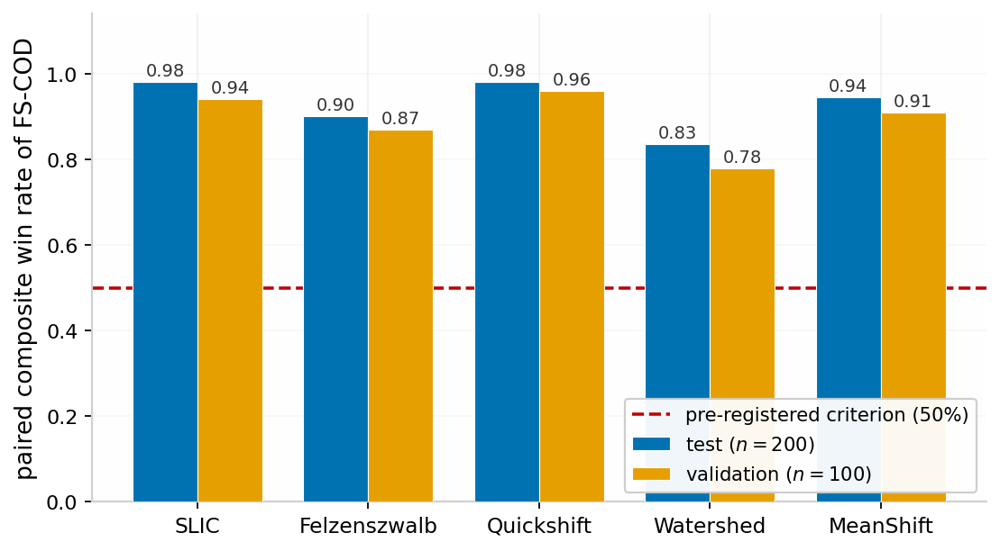 paired composite win rate of FS-COD
1.0
0.8
0.6
0.4
0.2
0.0
0.98
0.94
0.90
0.87
0.98
0.96
0.83
0.78
0.94
0.91
pre-registered criterion (50%)
test (n = 200)
validation (n = 100)
SLIC
Felzenszwalb
Quickshift
Watershed
MeanShift